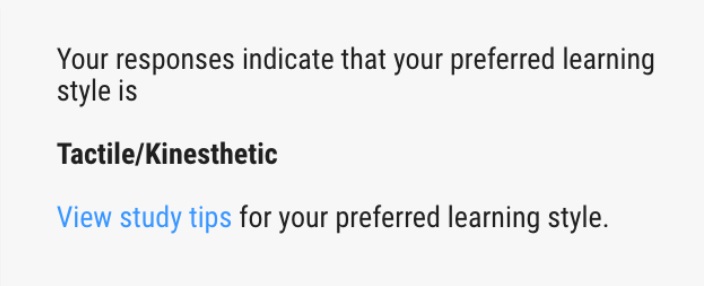 Your responses indicate that your preferred learning
style is
Tactile/Kinesthetic
View study tips for your preferred learning style.